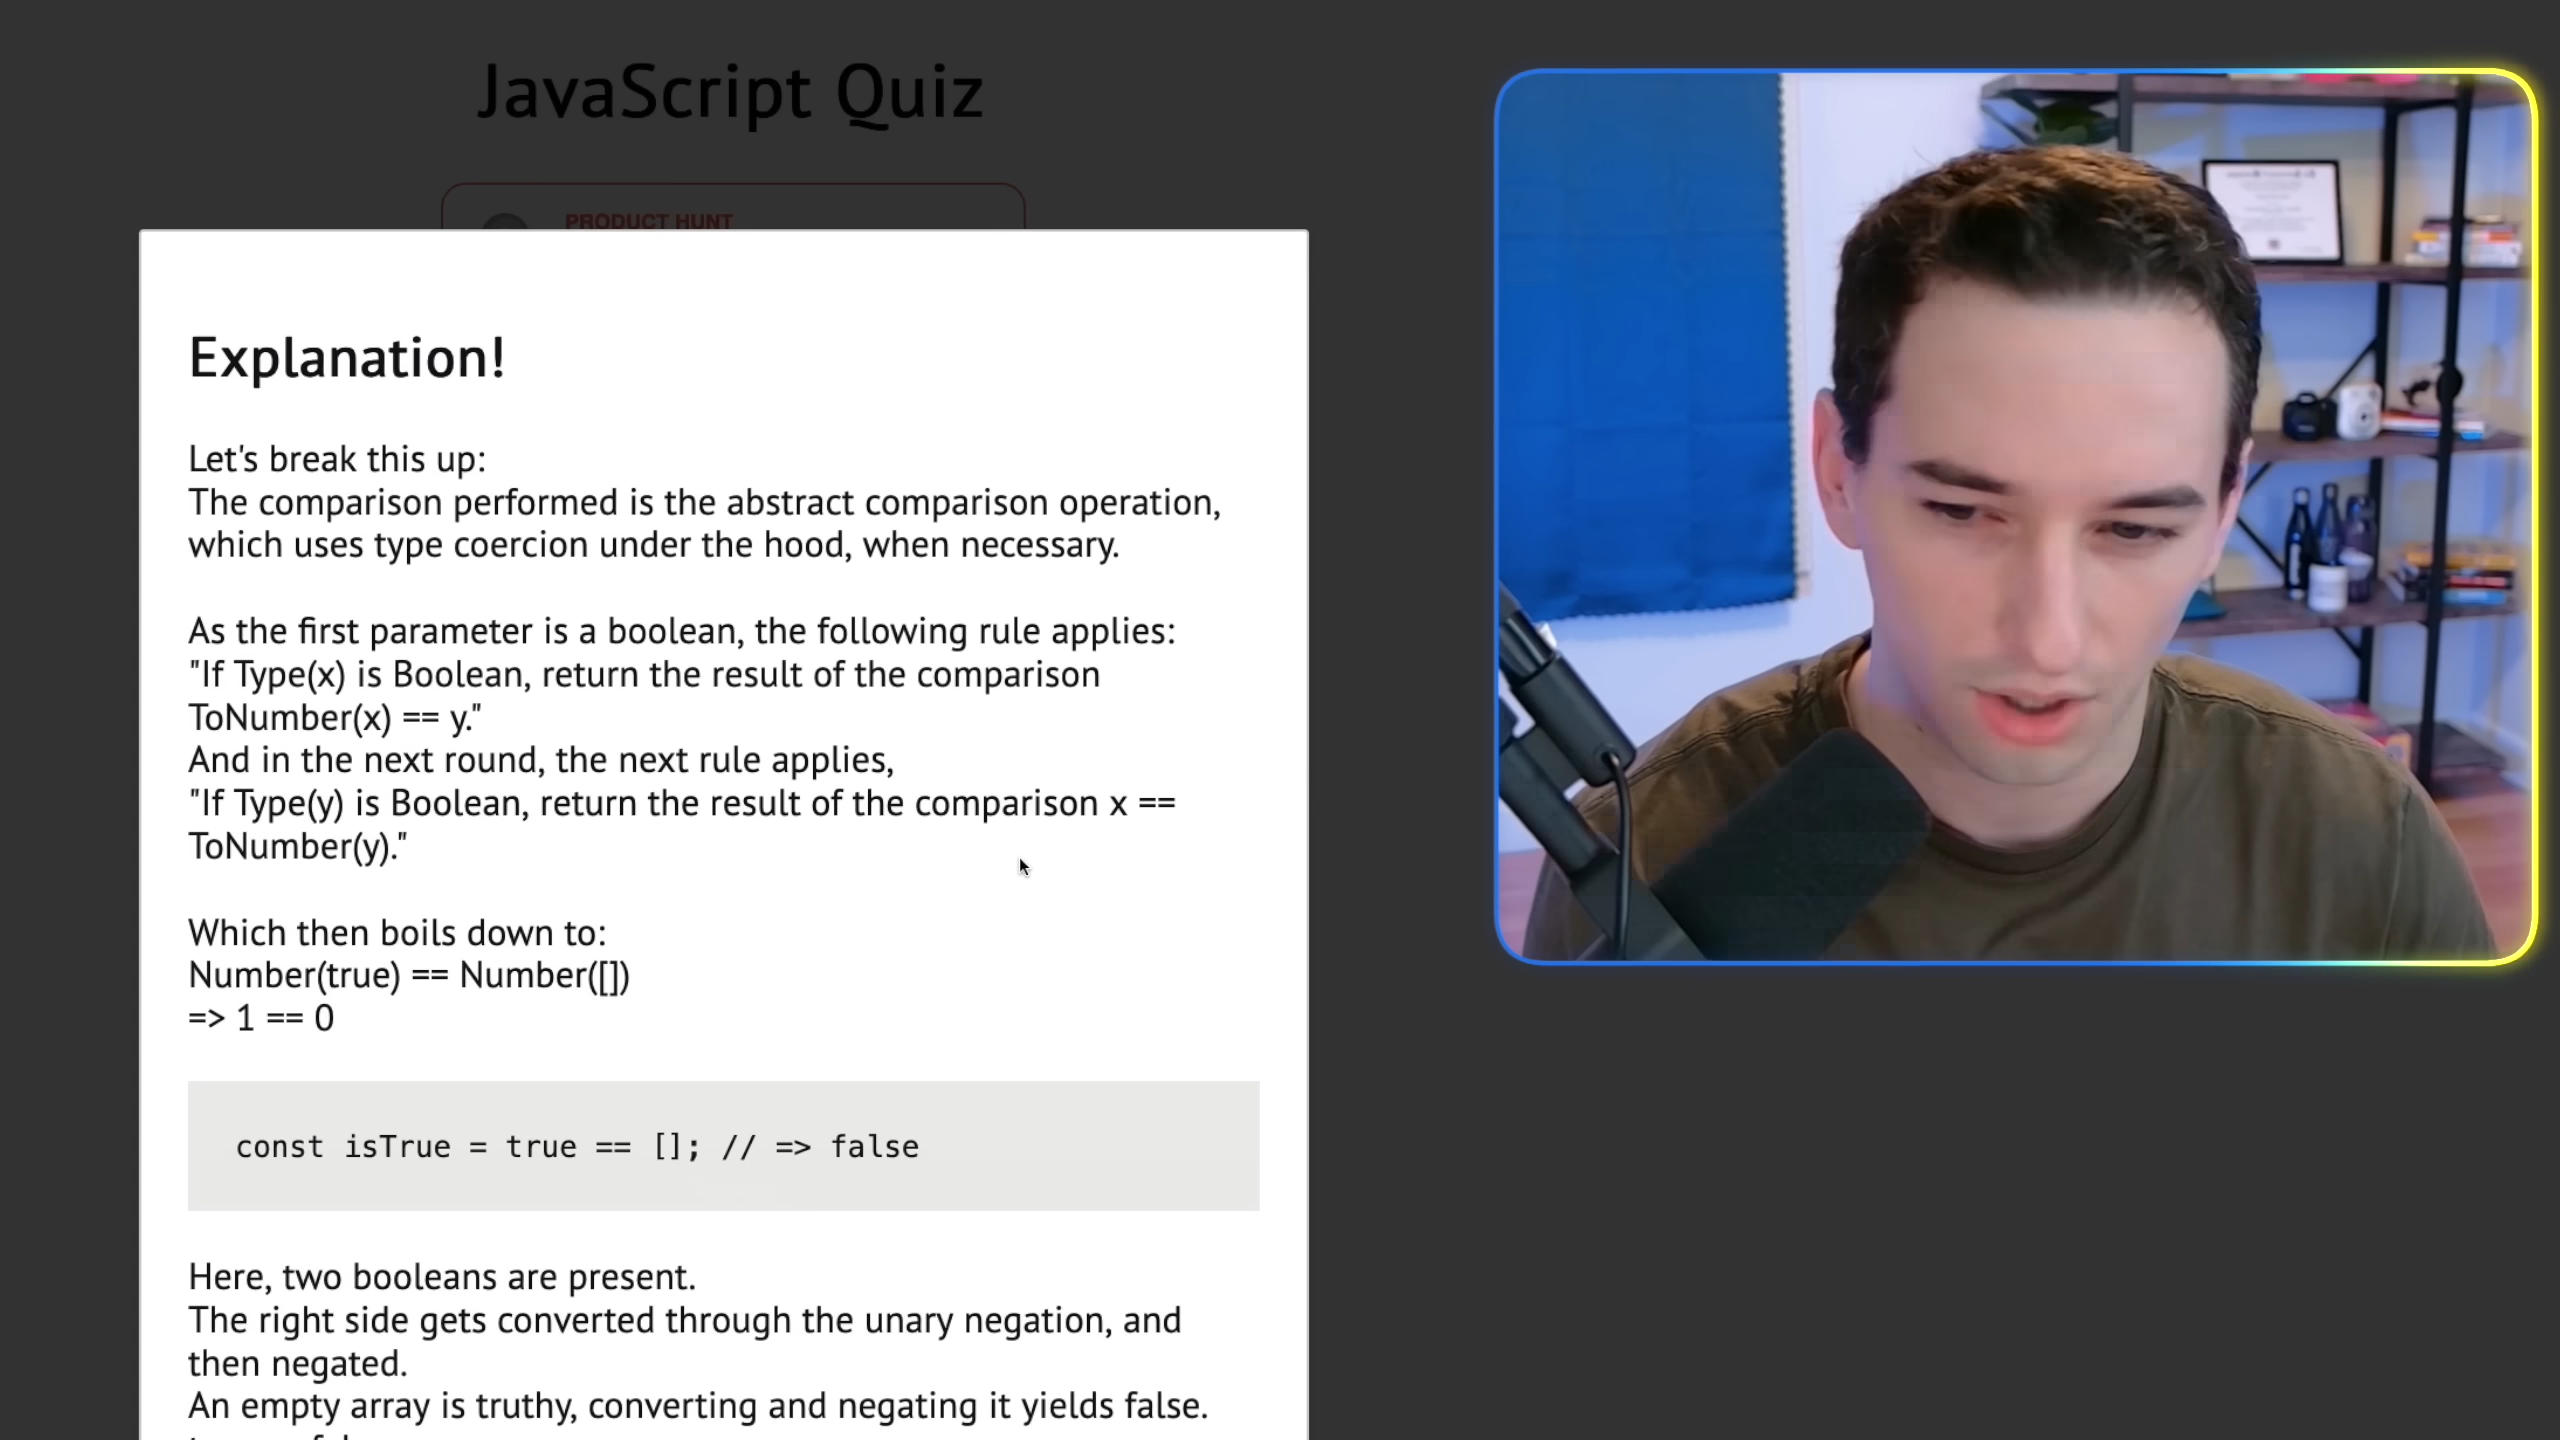 JavaScript Quiz
PRODUCT HUNT
Explanation!
Let's break this up:
The comparison performed is the abstract comparison operation,
which uses type coercion under the hood, when necessary.
As the first parameter is a boolean, the following rule applies:
"If Type(x) is Boolean, return the result of the comparison
ToNumber(x) == y."
And in the next round, the next rule applies,
"If Type(y) is Boolean, return the result of the comparison x ==
ToNumber(y)."
Which then boils down to:
Number(true) == Number([])
=> 1 == 0
const isTrue = true == []; // => false
Here, two booleans are present.
The right side gets converted through the unary negation, and
then negated.
An empty array is truthy, converting and negating it yields false.